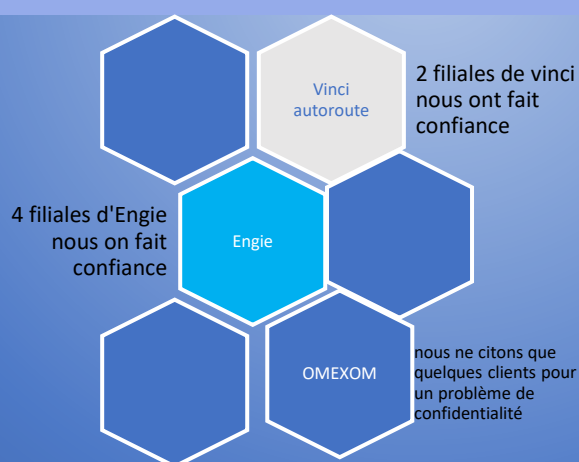 Vinci
autoroute
2 filiales de vinci
nous ont fait
confiance
4 filiales d'Engie
nous on fait
confiance
Engie
OMEXOM
nous ne citons que
quelques clients pour
un problème de
confidentialité